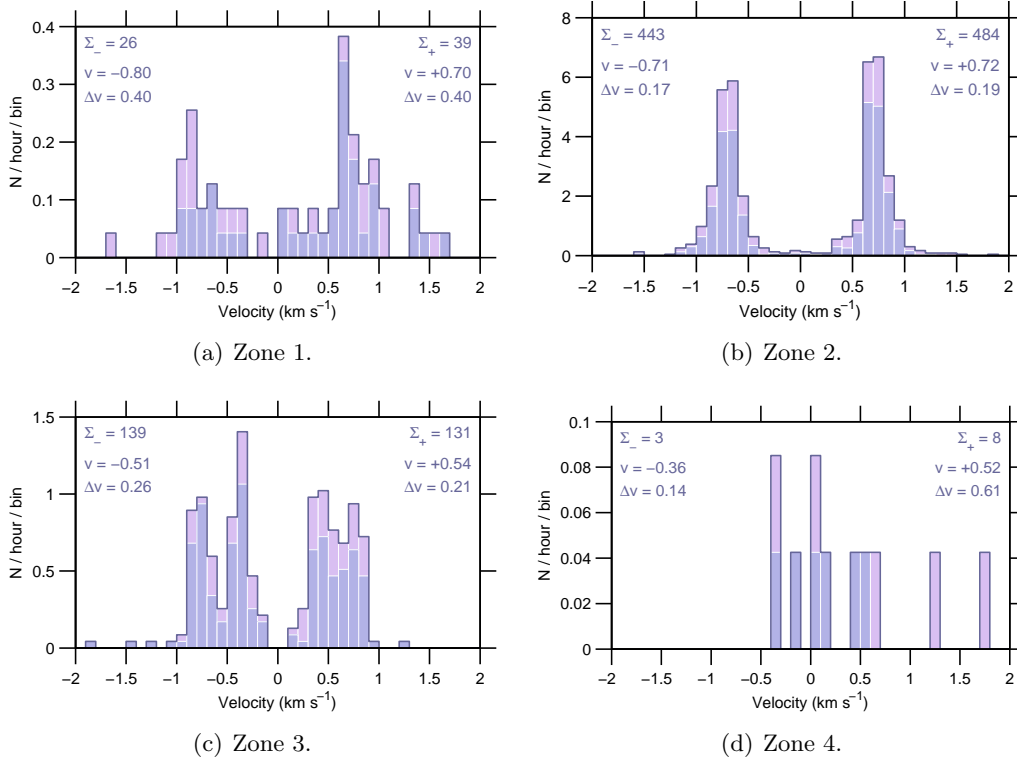 0.4
0.3
0.2
0.1
0
N / hour / bin
Σ− = 26
v = −0.80
Δv = 0.40
Σ+ = 39
v = +0.70
Δv = 0.40
−2 −1.5 −1 −0.5 0 0.5 1 1.5 2
Velocity (km s−1)
(a) Zone 1.
8
6
4
2
0
N / hour / bin
Σ− = 443
v = −0.71
Δv = 0.17
Σ+ = 484
v = +0.72
Δv = 0.19
−2 −1.5 −1 −0.5 0 0.5 1 1.5 2
Velocity (km s−1)
(b) Zone 2.
1.5
1
0.5
0
N / hour / bin
Σ− = 139
v = −0.51
Δv = 0.26
Σ+ = 131
v = +0.54
Δv = 0.21
−2 −1.5 −1 −0.5 0 0.5 1 1.5 2
Velocity (km s−1)
(c) Zone 3.
0.1
0.08
0.06
0.04
0.02
0
N / hour / bin
Σ− = 3
v = −0.36
Δv = 0.14
Σ+ = 8
v = +0.52
Δv = 0.61
−2 −1.5 −1 −0.5 0 0.5 1 1.5 2
Velocity (km s−1)
(d) Zone 4.